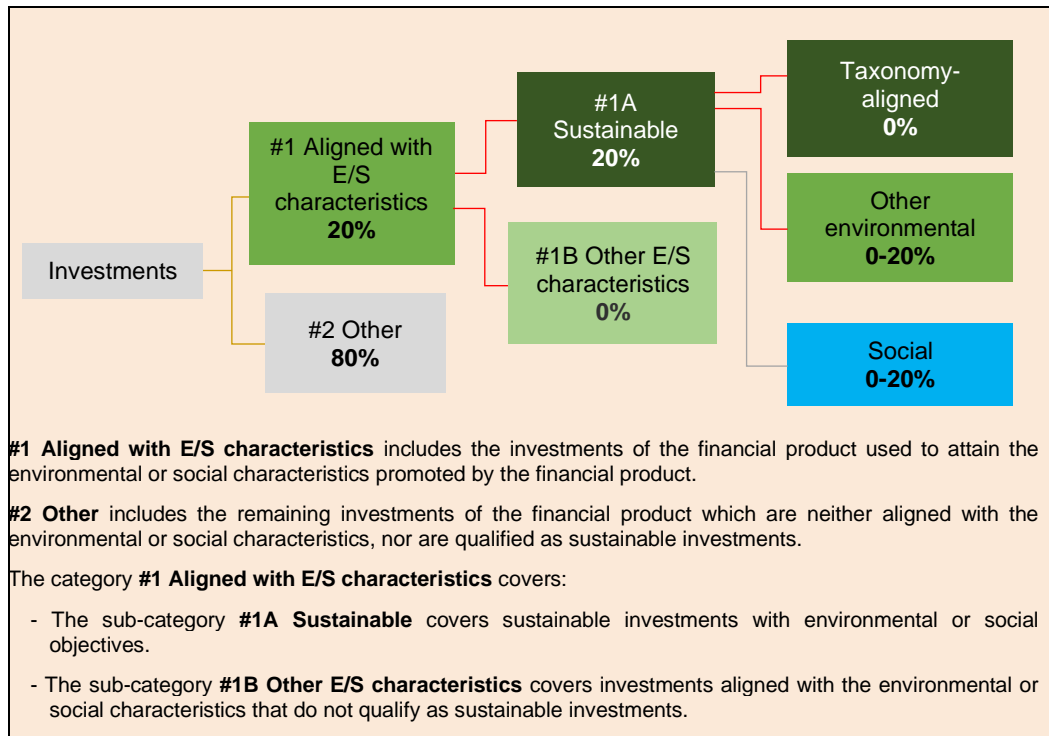 Investments
#1 Aligned with
E/S
characteristics
20%
#2 Other
80%
#1A
Sustainable
20%
#1B Other E/S
characteristics
0%
Taxonomy-
aligned
0%
Other
environmental
0-20%
Social
0-20%
#1 Aligned with E/S characteristics includes the investments of the financial product used to attain the
environmental or social characteristics promoted by the financial product.
#2 Other includes the remaining investments of the financial product which are neither aligned with the
environmental or social characteristics, nor are qualified as sustainable investments.
The category #1 Aligned with E/S characteristics covers:
- The sub-category #1A Sustainable covers sustainable investments with environmental or social
objectives.
- The sub-category #1B Other E/S characteristics covers investments aligned with the environmental or
social characteristics that do not qualify as sustainable investments.